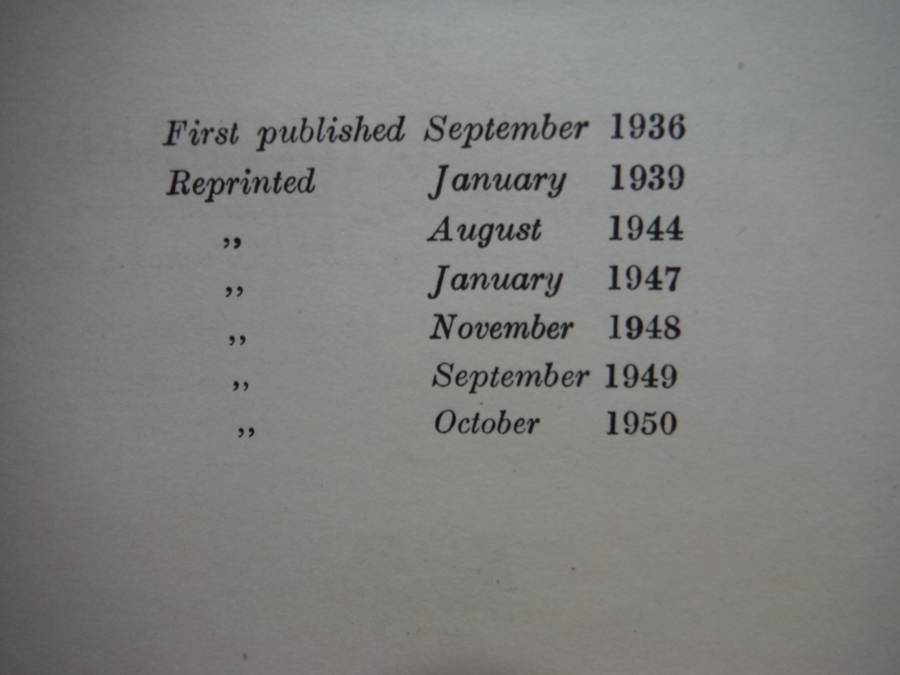 First published September 1936
Reprinted January 1939
,, August 1944
,, January 1947
,, November 1948
,, September 1949
,, October 1950